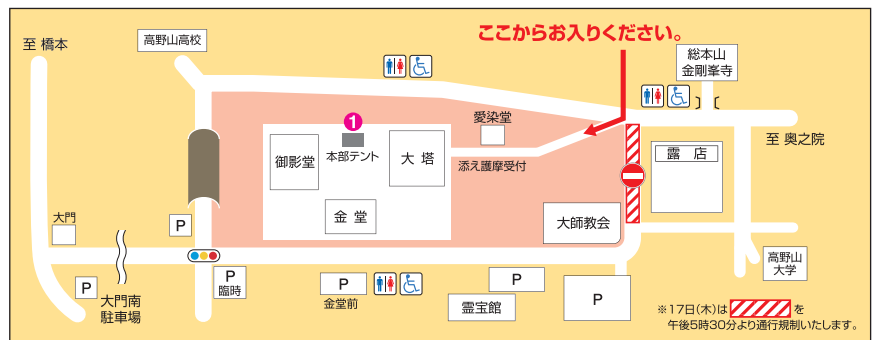 ここからお入りください。
至 橋本
高野山高校
総本山
金剛峯寺
1
愛染堂
至 奥之院
御影堂
本部テント
大塔
添え護摩受付
露店
金堂
大師教会
大門
P
P
大門南
駐車場
P
臨時
P
金堂前
P
霊宝館
P
高野山
大学
※17日(木)は を
午後5時30分より通行規制いたします。